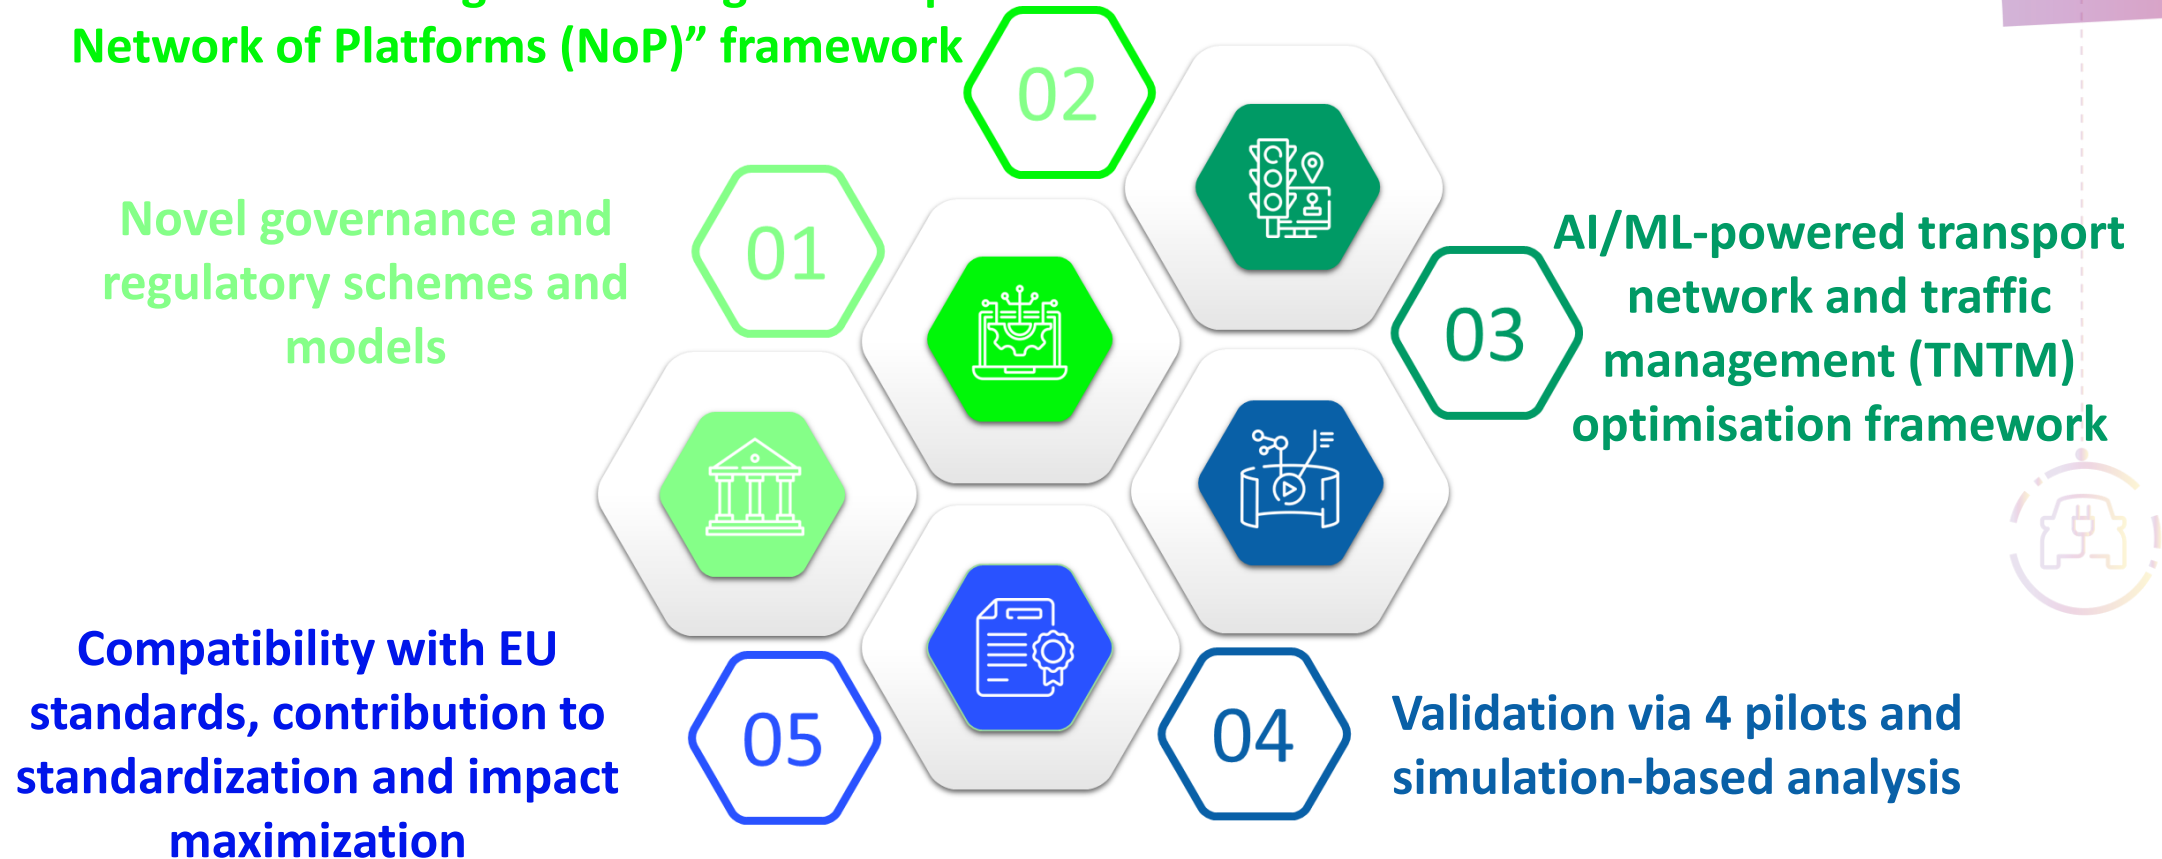 Network of Platforms (NoP)” framework
02
Novel governance and
regulatory schemes and
models
01
AI/ML-powered transport
network and traffic
management (TNTM)
optimisation framework
03
Compatibility with EU
standards, contribution to
standardization and impact
maximization
05
04
Validation via 4 pilots and
simulation-based analysis